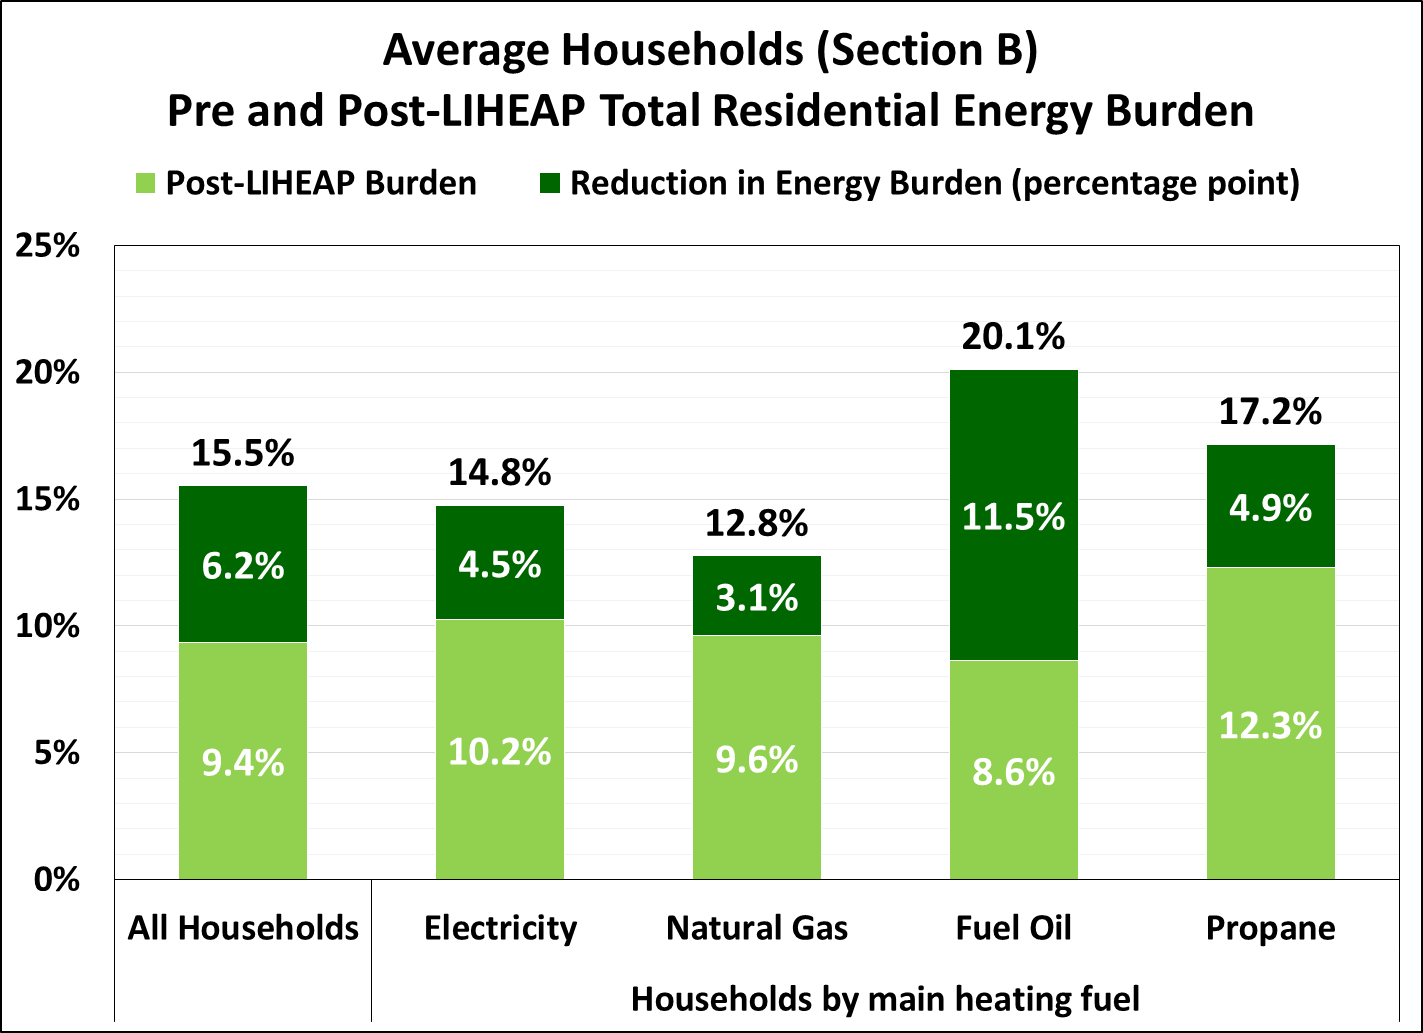 Average Households (Section B)
Pre and Post-LIHEAP Total Residential Energy Burden
Post-LIHEAP Burden
Reduction in Energy Burden (percentage point)
25%
20%
15%
10%
5%
0%
15.5%
6.2%
9.4%
14.8%
4.5%
10.2%
12.8%
3.1%
9.6%
20.1%
11.5%
8.6%
17.2%
4.9%
12.3%
All Households
Electricity
Natural Gas
Fuel Oil
Propane
Households by main heating fuel